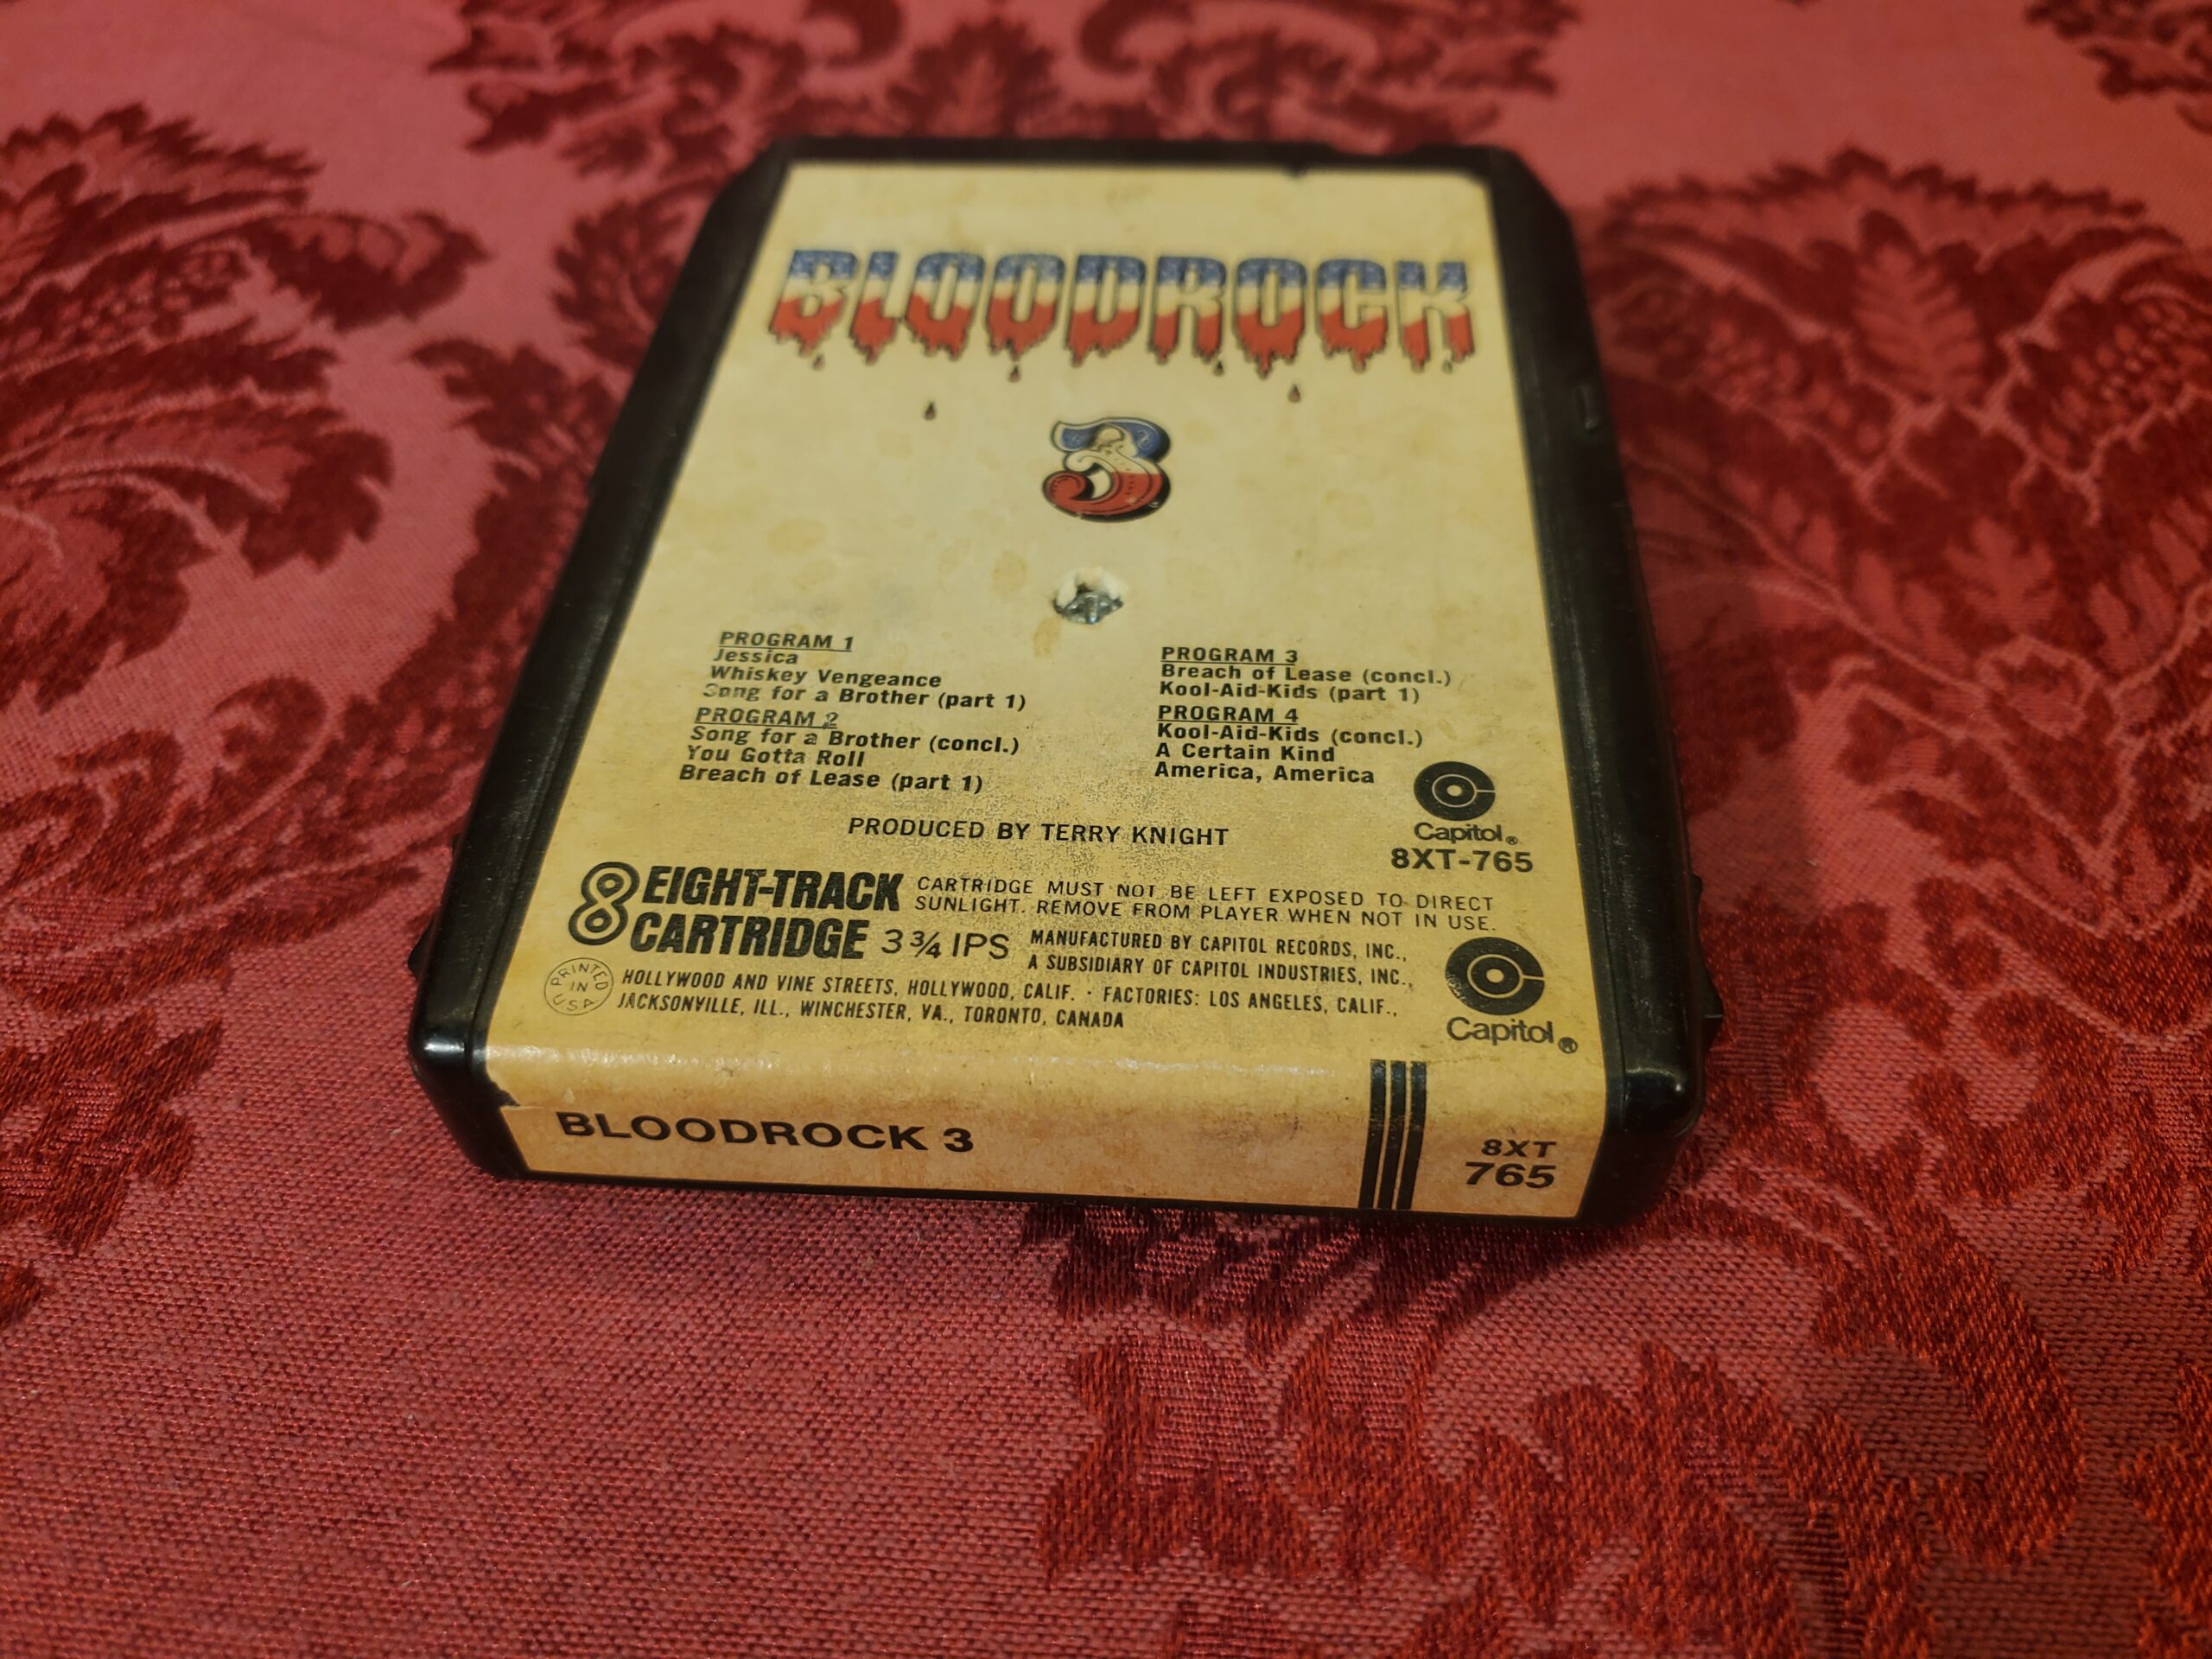 BLOODROCK
3
PROGRAM 1
Jessica
Whiskey Vengeance
Song for a Brother (part 1)
PROGRAM 2
Song for a Brother (concl.)
You Gotta Roll
Breach of Lease (part 1)
PROGRAM 3
Breach of Lease (concl.)
Kool-Aid-Kids (part 1)
PROGRAM 4
Kool-Aid-Kids (concl.)
A Certain Kind
America, America
Capitol®
8XT-765
PRODUCED BY TERRY KNIGHT
8 EIGHT-TRACK
CARTRIDGE 3 ¾ IPS
CARTRIDGE MUST NOT BE LEFT EXPOSED TO DIRECT
SUNLIGHT. REMOVE FROM PLAYER WHEN NOT IN USE.
MANUFACTURED BY CAPITOL RECORDS, INC.,
A SUBSIDIARY OF CAPITOL INDUSTRIES, INC.,
PRINTED IN USA
HOLLYWOOD AND VINE STREETS, HOLLYWOOD, CALIF. · FACTORIES: LOS ANGELES, CALIF.,
JACKSONVILLE, ILL., WINCHESTER, VA., TORONTO, CANADA
Capitol®
BLOODROCK 3
8XT
765